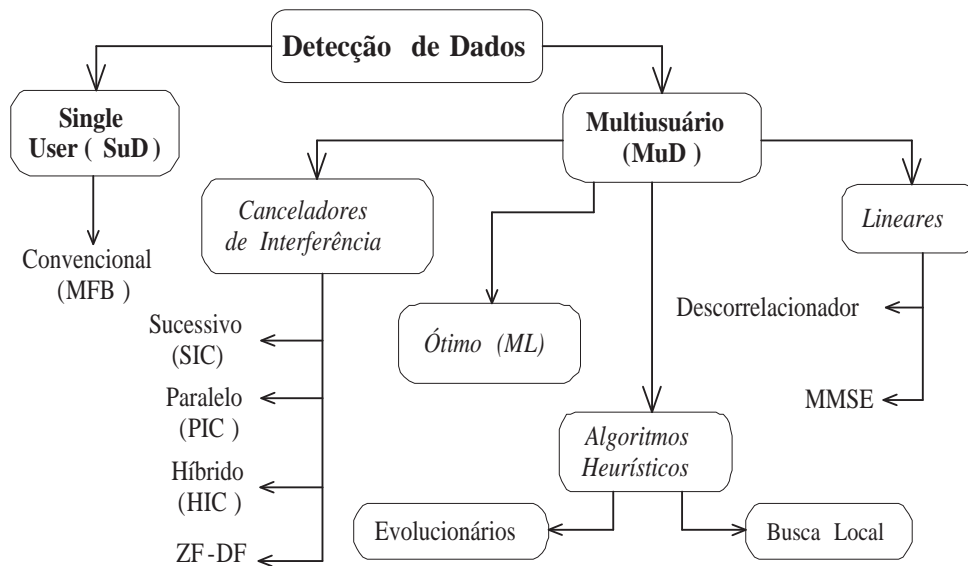 Detecção de Dados
Single
User ( SuD )
Multiusuário
(MuD )
Convencional
(MFB )
Canceladores
de Interferência
Lineares
Sucessivo
(SIC)
Paralelo
(PIC )
Híbrido
(HIC )
ZF-DF
Ótimo (ML)
Algoritmos
Heurísticos
Evolucionários
Busca Local
Descorrelacionador
MMSE